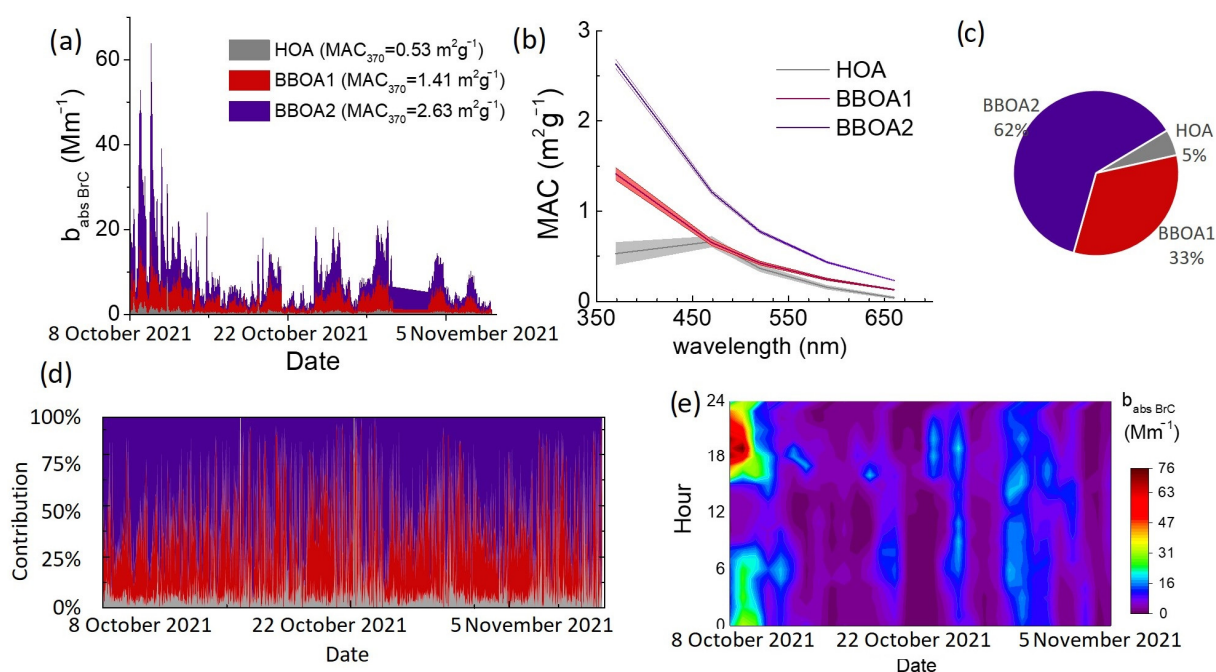 (a)
b abs BrC (Mm⁻¹)
60
40
20
0
HOA (MAC₃₇₀=0.53 m²g⁻¹)
BBOA1 (MAC₃₇₀=1.41 m²g⁻¹)
BBOA2 (MAC₃₇₀=2.63 m²g⁻¹)
8 October 2021
22 October 2021
5 November 2021
Date
(b)
MAC (m²g⁻¹)
3
2
1
0
HOA
BBOA1
BBOA2
350
450
550
650
wavelength (nm)
(c)
BBOA2
62%
HOA
5%
BBOA1
33%
(d)
Contribution
100%
75%
50%
25%
0%
8 October 2021
22 October 2021
5 November 2021
Date
(e)
Hour
24
18
12
6
0
8 October 2021
22 October 2021
5 November 2021
Date
b abs BrC
(Mm⁻¹)
76
63
47
31
16
0